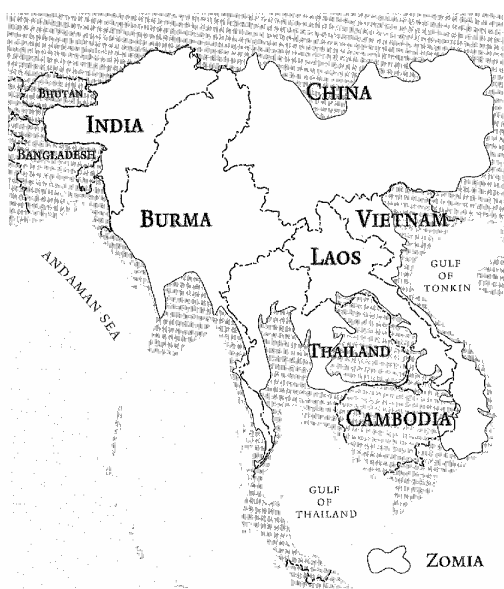 CHINA
BHUTAN
INDIA
BANGLADESH
BURMA
VIETNAM
LAOS
ANDAMAN SEA
GULF
OF
TONKIN
THAILAND
CAMBODIA
GULF
OF
THAILAND
ZOMIA